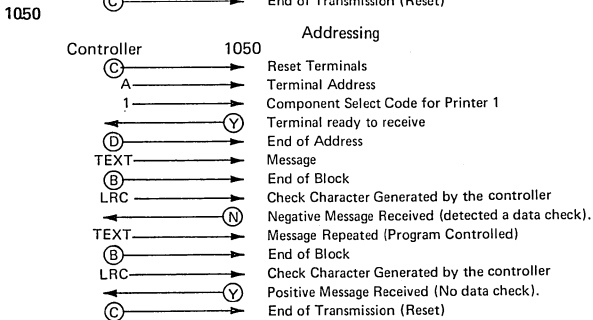 C End of Transmission (Reset)
1050
Addressing
Controller 1050
C Reset Terminals
A Terminal Address
1 Component Select Code for Printer 1
Y Terminal ready to receive
D End of Address
TEXT Message
B End of Block
LRC Check Character Generated by the controller
N Negative Message Received (detected a data check).
TEXT Message Repeated (Program Controlled)
B End of Block
LRC Check Character Generated by the controller
Y Positive Message Received (No data check).
C End of Transmission (Reset)